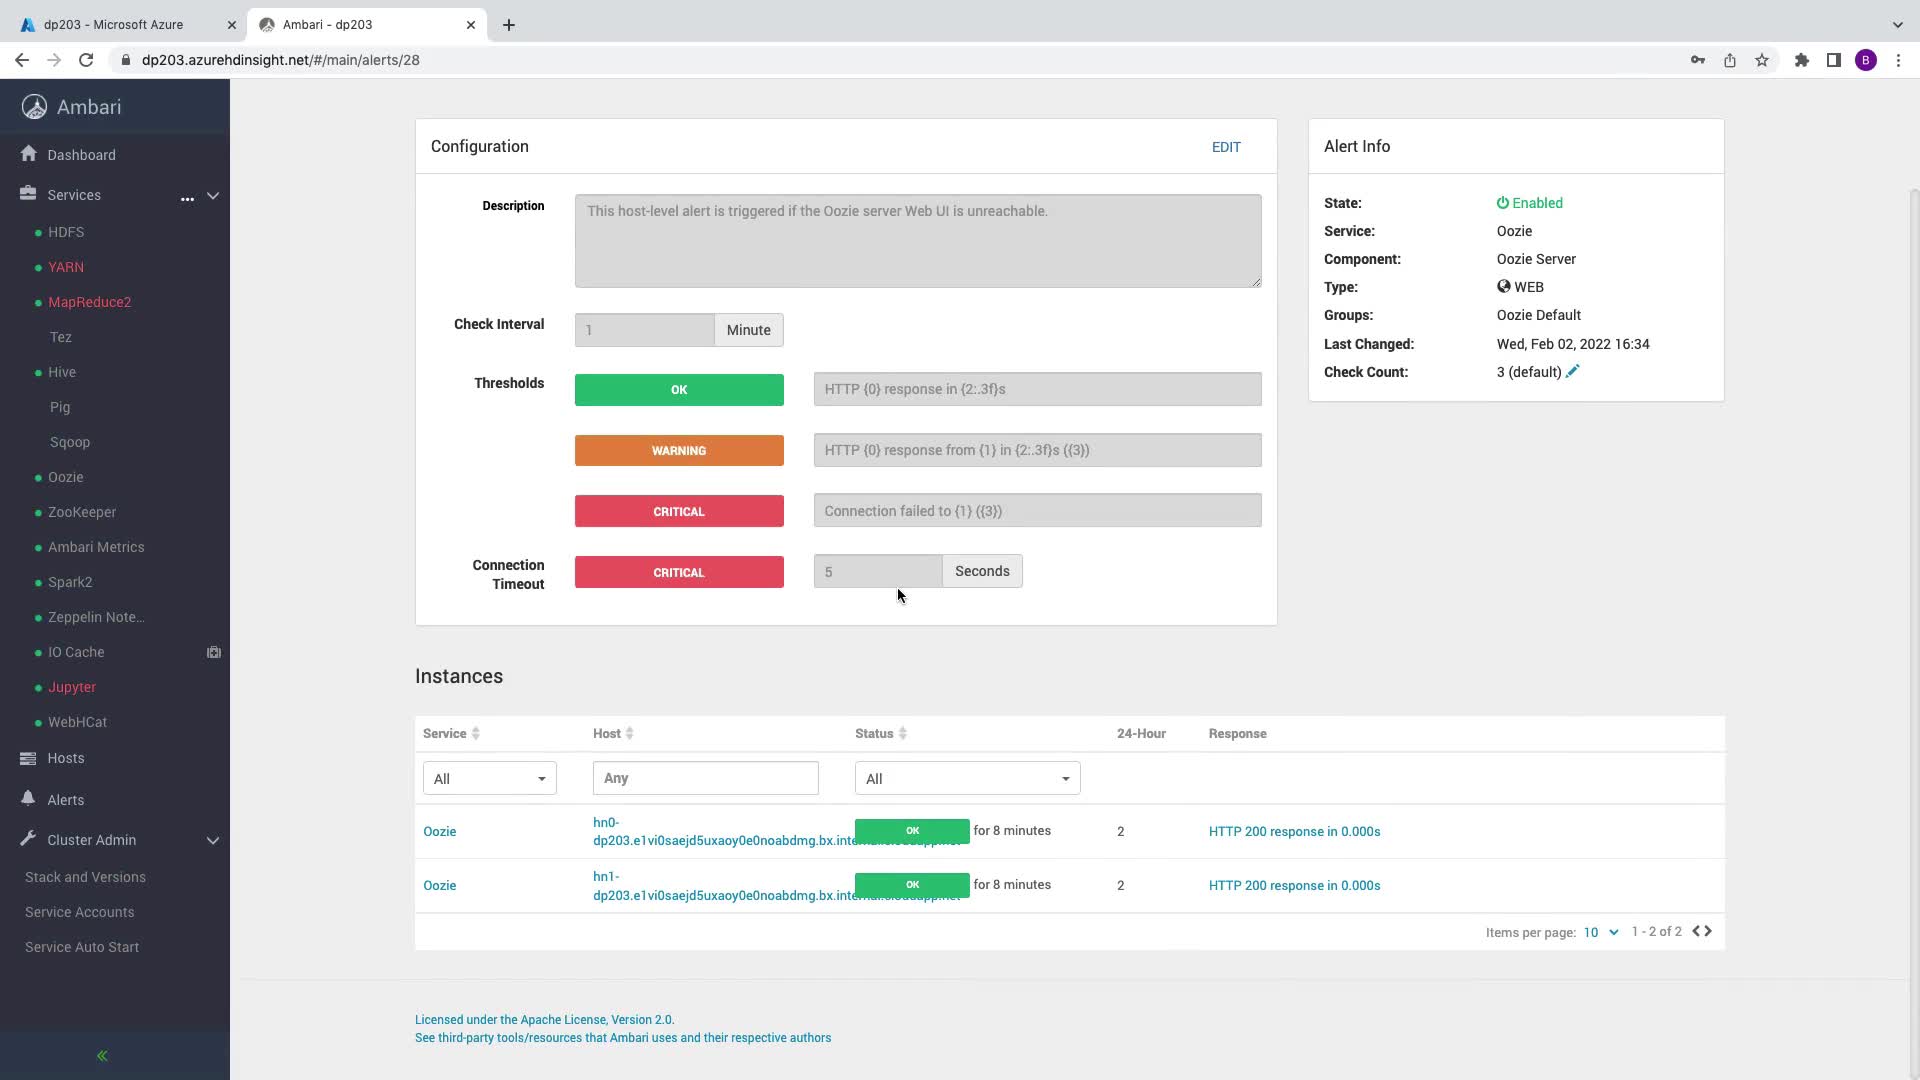 dp203 - Microsoft Azure
Ambari - dp203
dp203.azurehdinsight.net/#/main/alerts/28
B
Ambari
Dashboard
Services
...
HDFS
YARN
MapReduce2
Tez
Hive
Pig
Sqoop
Oozie
ZooKeeper
Ambari Metrics
Spark2
Zeppelin Note...
IO Cache
Jupyter
WebHCat
Hosts
Alerts
Cluster Admin
Stack and Versions
Service Accounts
Service Auto Start
Configuration
EDIT
Description
This host-level alert is triggered if the Oozie server Web UI is unreachable.
Check Interval
1
Minute
Thresholds
OK
HTTP {0} response in {2:.3f}s
WARNING
HTTP {0} response from {1} in {2:.3f}s ({3})
CRITICAL
Connection failed to {1} ({3})
Connection
Timeout
CRITICAL
5
Seconds
Alert Info
State: Enabled
Service: Oozie
Component: Oozie Server
Type: WEB
Groups: Oozie Default
Last Changed: Wed, Feb 02, 2022 16:34
Check Count: 3 (default)
Instances
Service Host Status 24-Hour Response
All Any All
Oozie
hn0-
dp203.e1vi0saejd5uxaoy0e0noabdmg.bx.inte
OK for 8 minutes
2
HTTP 200 response in 0.000s
Oozie
hn1-
dp203.e1vi0saejd5uxaoy0e0noabdmg.bx.inte
OK for 8 minutes
2
HTTP 200 response in 0.000s
Items per page: 10 1 - 2 of 2
Licensed under the Apache License, Version 2.0.
See third-party tools/resources that Ambari uses and their respective authors